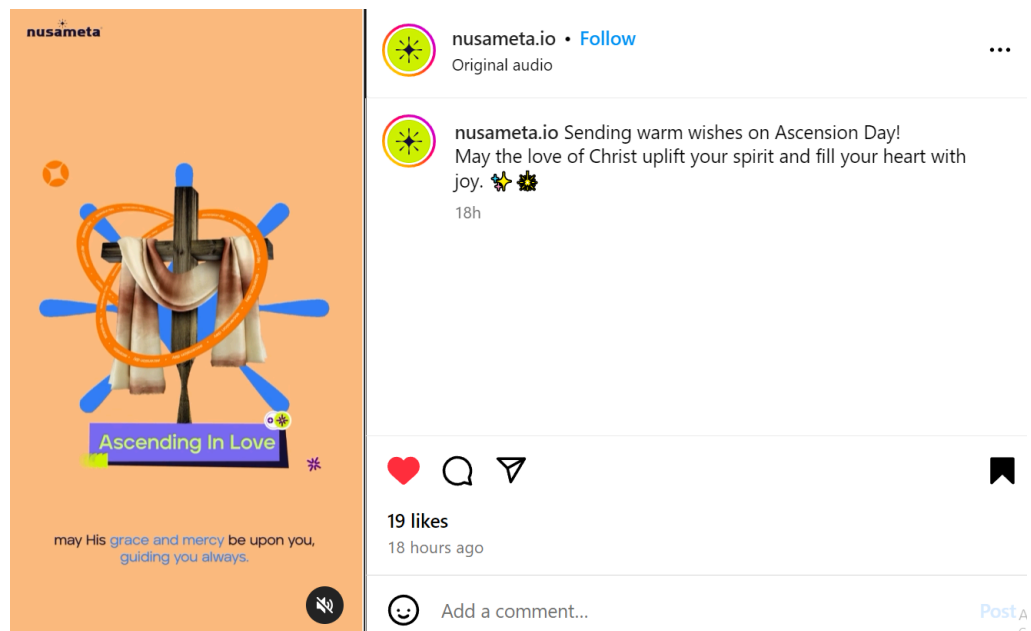 nusameta
Ascending In Love
may His grace and mercy be upon you,
guiding you always.
nusameta.io • Follow
Original audio
nusameta.io Sending warm wishes on Ascension Day!
May the love of Christ uplift your spirit and fill your heart with
joy.
18h
19 likes
18 hours ago
Add a comment...
Post